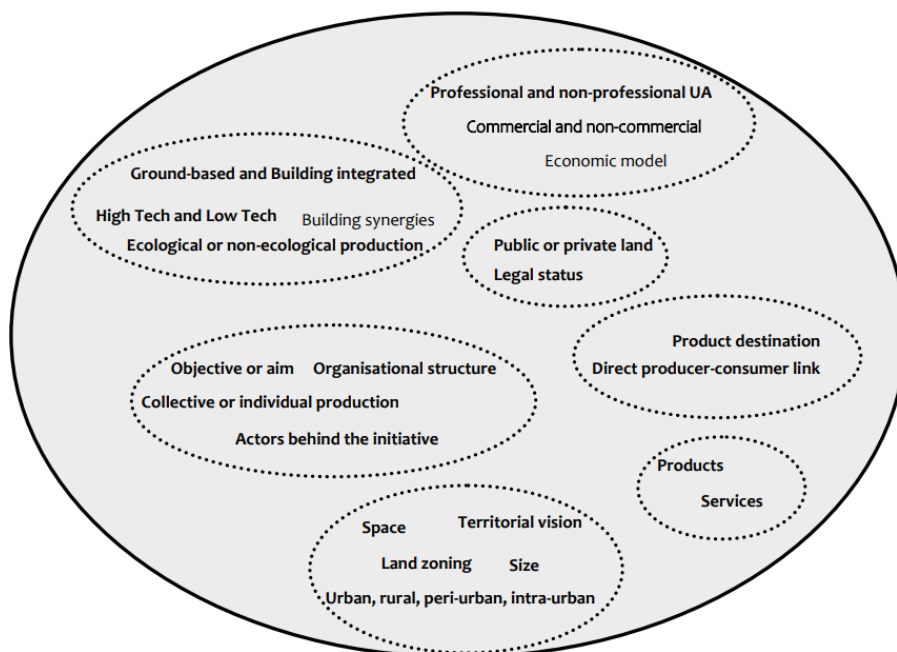 Professional and non-professional UA
Commercial and non-commercial
Economic model
Ground-based and Building integrated
High Tech and Low Tech
Building synergies
Ecological or non-ecological production
Public or private land
Legal status
Product destination
Direct producer-consumer link
Objective or aim
Organisational structure
Collective or individual production
Actors behind the initiative
Products
Services
Space
Territorial vision
Land zoning
Size
Urban, rural, peri-urban, intra-urban